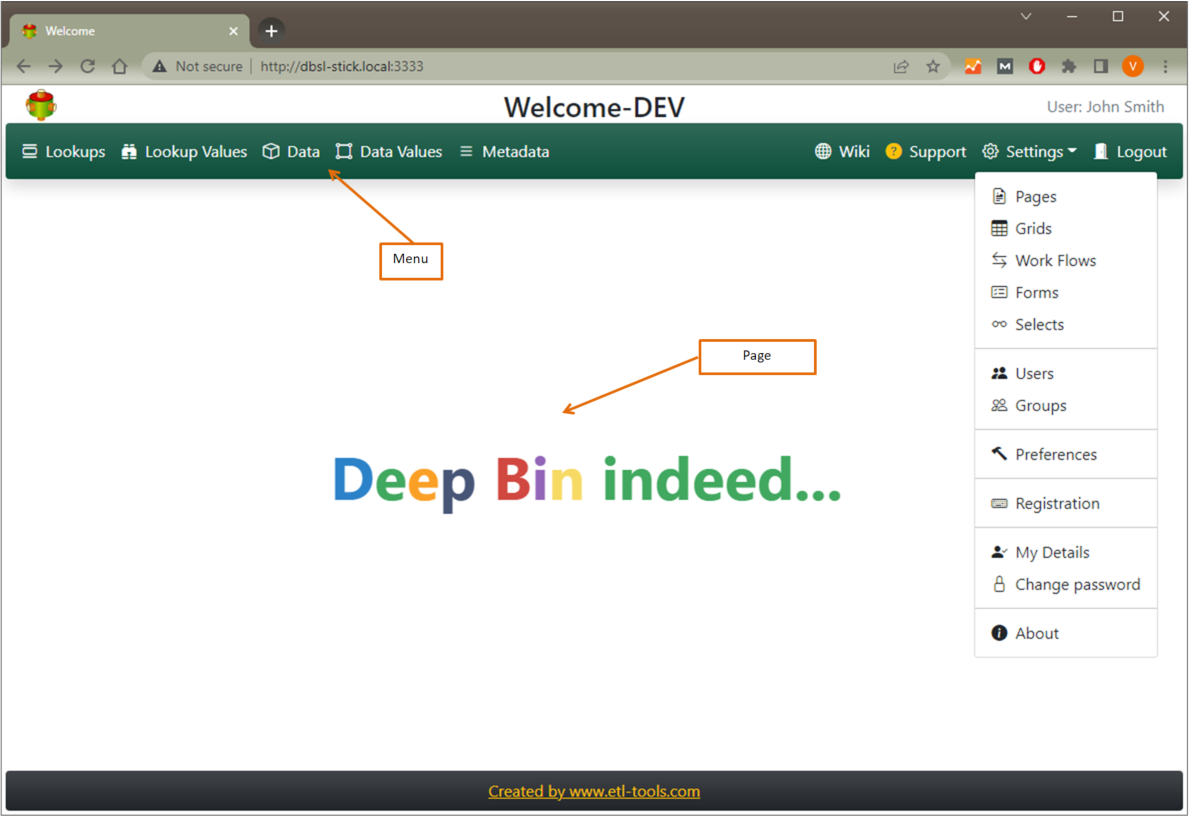 Welcome
Not secure | http://dbsl-stick.local:3333
V
Welcome-DEV
User: John Smith
Lookups Lookup Values Data Data Values Metadata Wiki ? Support Settings Logout
Pages
Grids
Menu
Work Flows
Forms
Selects
Page
Users
Groups
Preferences
Deep Bin indeed...
Registration
My Details
Change password
About
Created by www.etl-tools.com